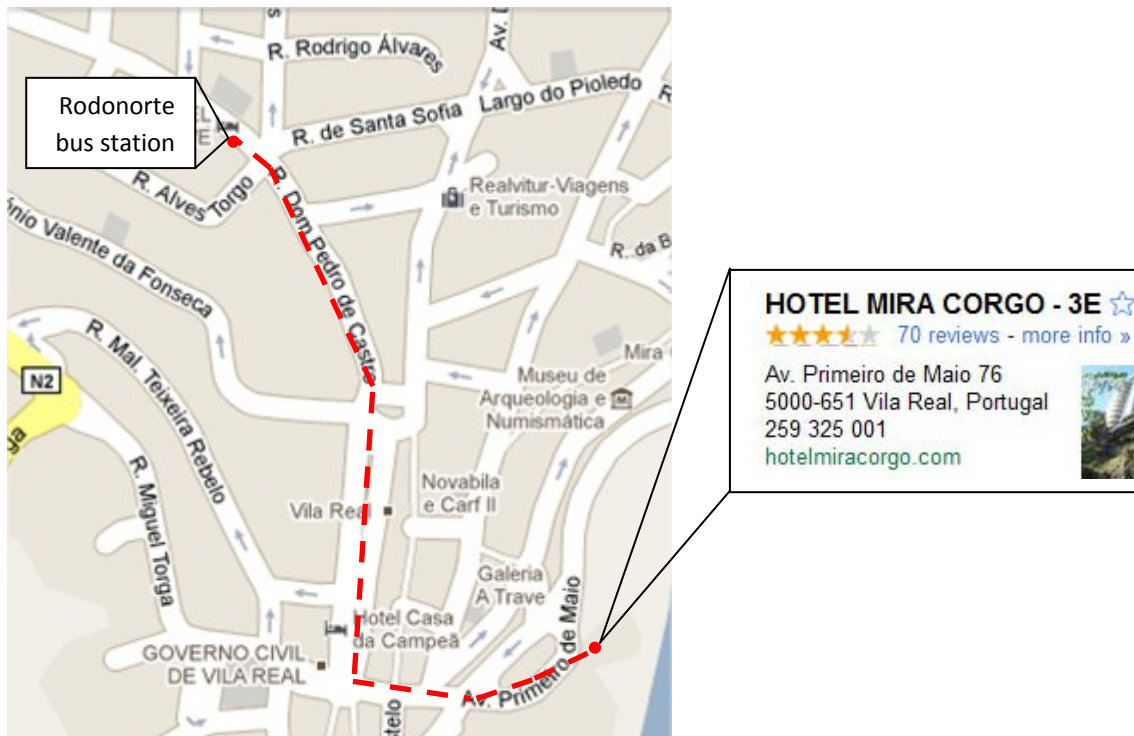 R. Rodrigo Álvares
Av. D
Rodonorte
bus station
Largo do Pioledo
R. de Santa Sofia
R. Alves Torgo
R. Dom Pedro de Castro
Realvitur-Viagens
e Turismo
R. da B
ónio Valente da Fonseca
R. Mal. Teixeira Rebelo
N2
Mira
Museu de
Arqueologia e
Numismática
R. Miguel Torga
Vila Real
Novabila
e Carf II
Galeria
A Trave
Hotel Casa
da Campeã
GOVERNO CIVIL
DE VILA REAL
Av. Primeiro de Maio
telo
HOTEL MIRA CORGO - 3E
70 reviews - more info »
Av. Primeiro de Maio 76
5000-651 Vila Real, Portugal
259 325 001
hotelmiracorgo.com